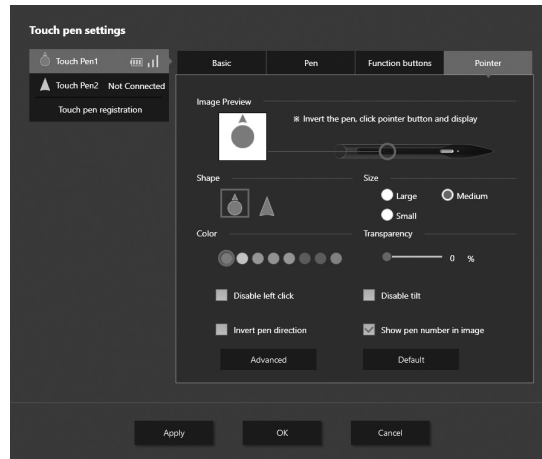 Touch pen settings
Touch Pen1
Touch Pen2 Not Connected
Touch pen registration
Basic Pen Function buttons Pointer
Image Preview
※ Invert the pen, click pointer button and display
Shape
Size
Large Medium
Small
Color
Transparency
0 %
Disable left click
Disable tilt
Invert pen direction
Show pen number in image
Advanced
Default
Apply OK Cancel